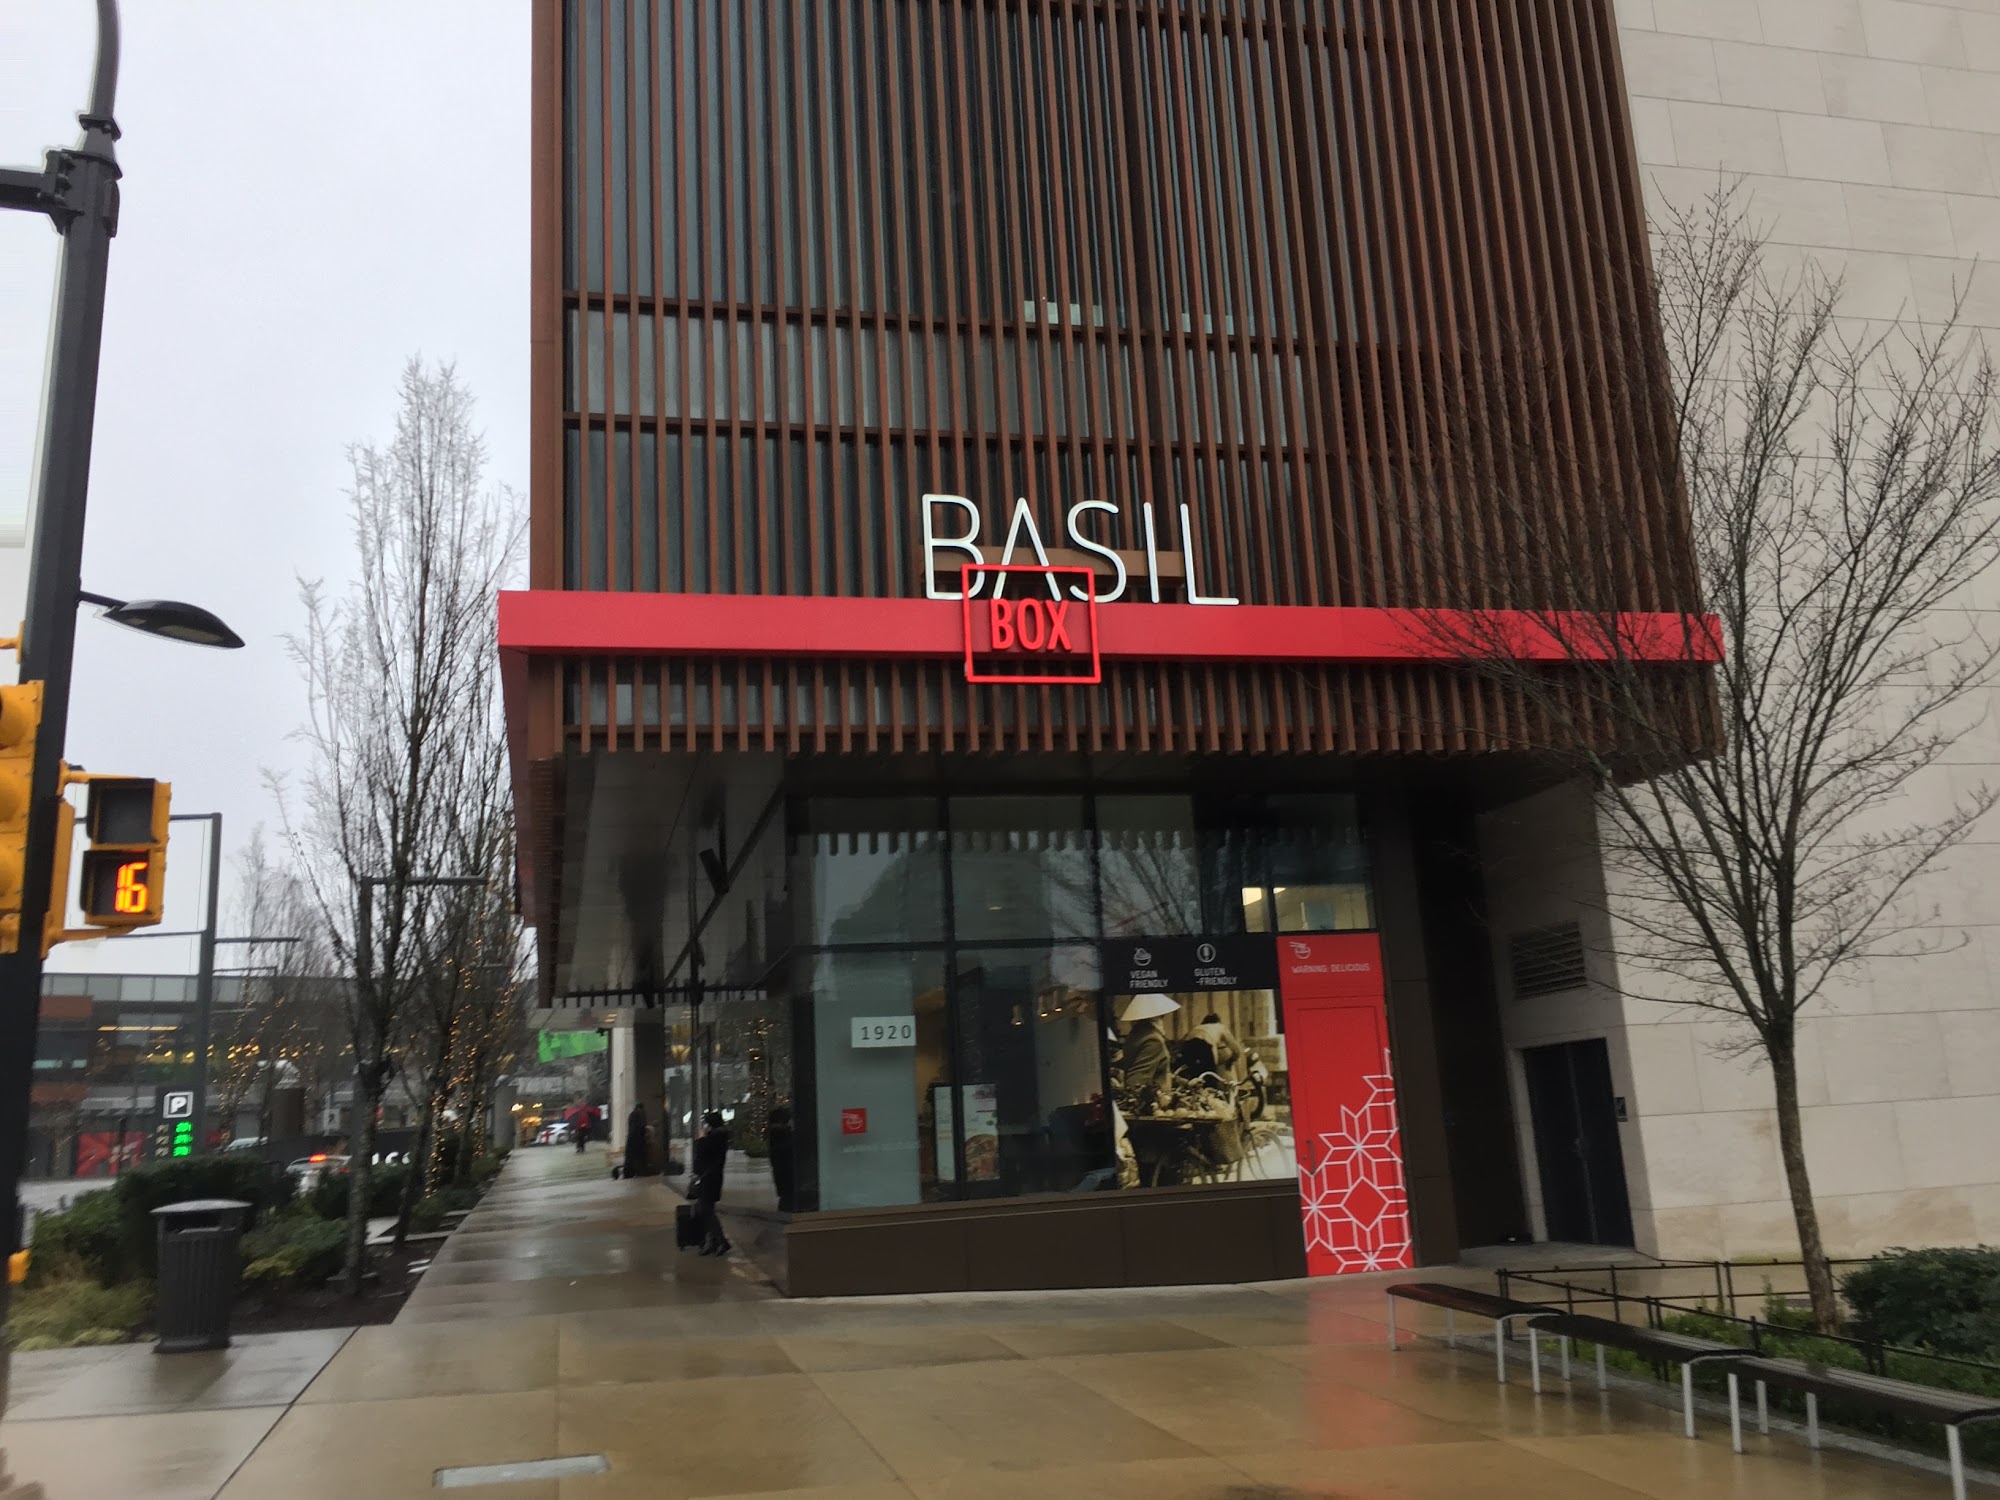 BASIL
BOX
16
VEGAN
FRIENDLY
GLUTEN
-FRIENDLY
WARNING DELICIOUS
1920
P